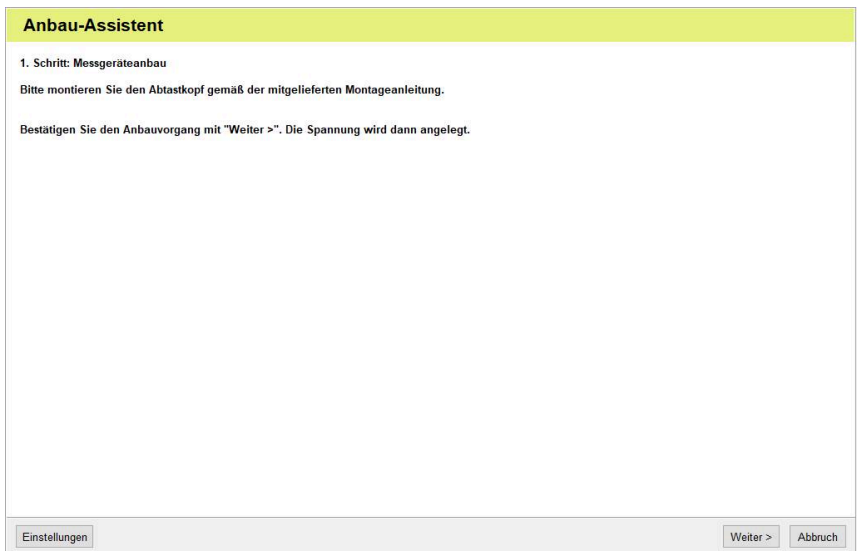 Anbau-Assistent
1. Schritt: Messgeräteanbau
Bitte montieren Sie den Abtastkopf gemäß der mitgelieferten Montageanleitung.
Bestätigen Sie den Anbauvorgang mit "Weiter >". Die Spannung wird dann angelegt.
Einstellungen
Weiter >
Abbruch